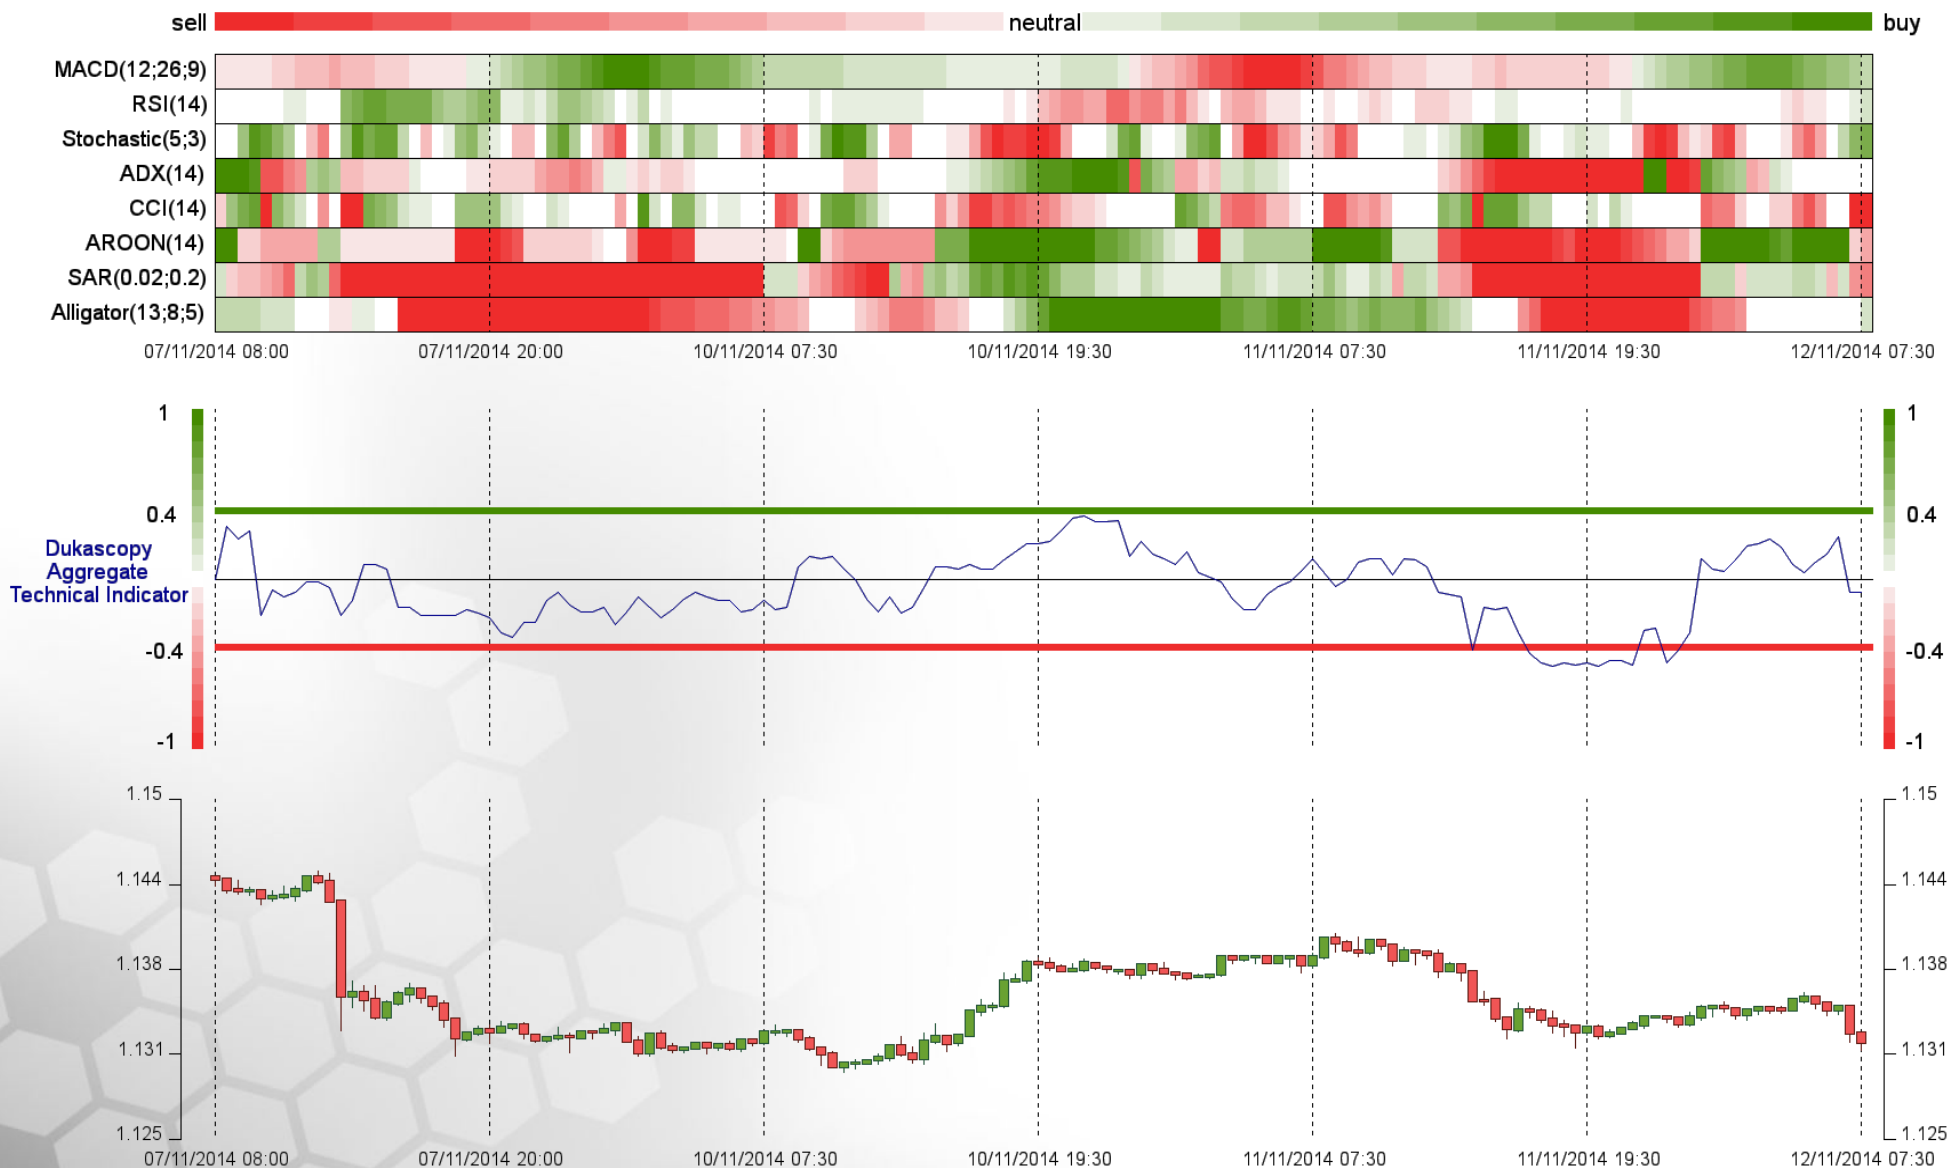 sell neutral buy
MACD(12;26;9)
RSI(14)
Stochastic(5;3)
ADX(14)
CCI(14)
AROON(14)
SAR(0.02;0.2)
Alligator(13;8;5)
07/11/2014 08:00 07/11/2014 20:00 10/11/2014 07:30 10/11/2014 19:30 11/11/2014 07:30 11/11/2014 19:30 12/11/2014 07:30
1 1
0.4 0.4
Dukascopy
Aggregate
Technical Indicator
-0.4 -0.4
-1 -1
1.15 1.15
1.144 1.144
1.138 1.138
1.131 1.131
1.125 1.125
07/11/2014 08:00 07/11/2014 20:00 10/11/2014 07:30 10/11/2014 19:30 11/11/2014 07:30 11/11/2014 19:30 12/11/2014 07:30